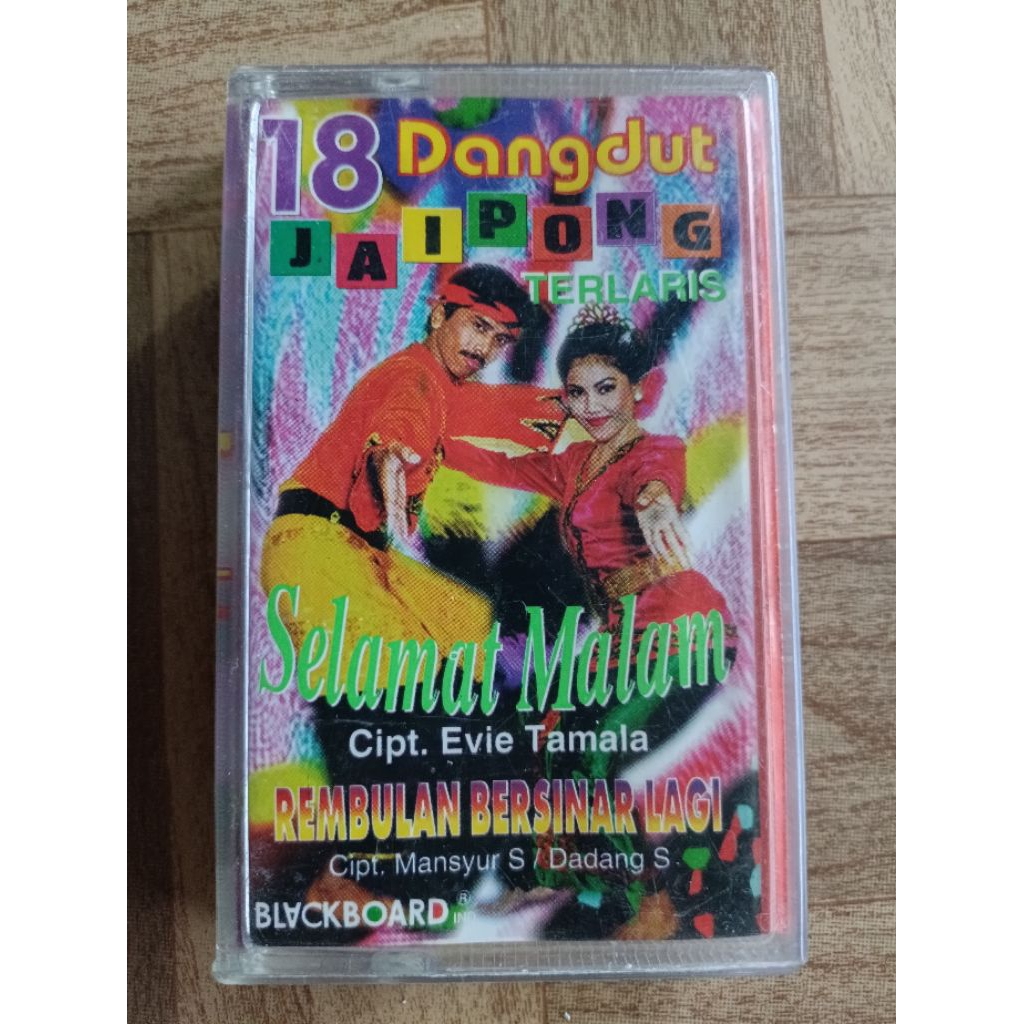 18 Dangdut
JAIPONG
TERLARIS
Selamat Malam
Cipt. Evie Tamala
REMBULAN BERSINAR LAGI
Cipt. Mansyur S / Dadang S
BLACKBOARD ®